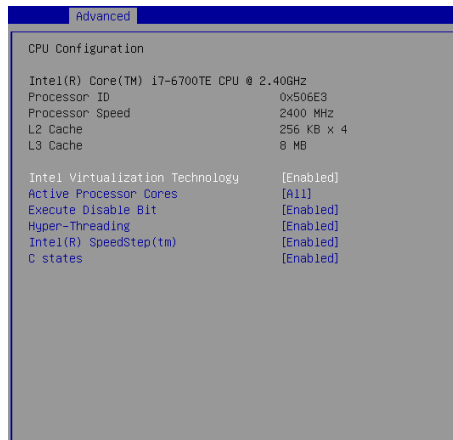 Advanced
CPU Configuration
Intel(R) Core(TM) i7-6700TE CPU @ 2.40GHz
Processor ID 0x506E3
Processor Speed 2400 MHz
L2 Cache 256 KB x 4
L3 Cache 8 MB
Intel Virtualization Technology [Enabled]
Active Processor Cores [All]
Execute Disable Bit [Enabled]
Hyper-Threading [Enabled]
Intel(R) SpeedStep(tm) [Enabled]
C states [Enabled]